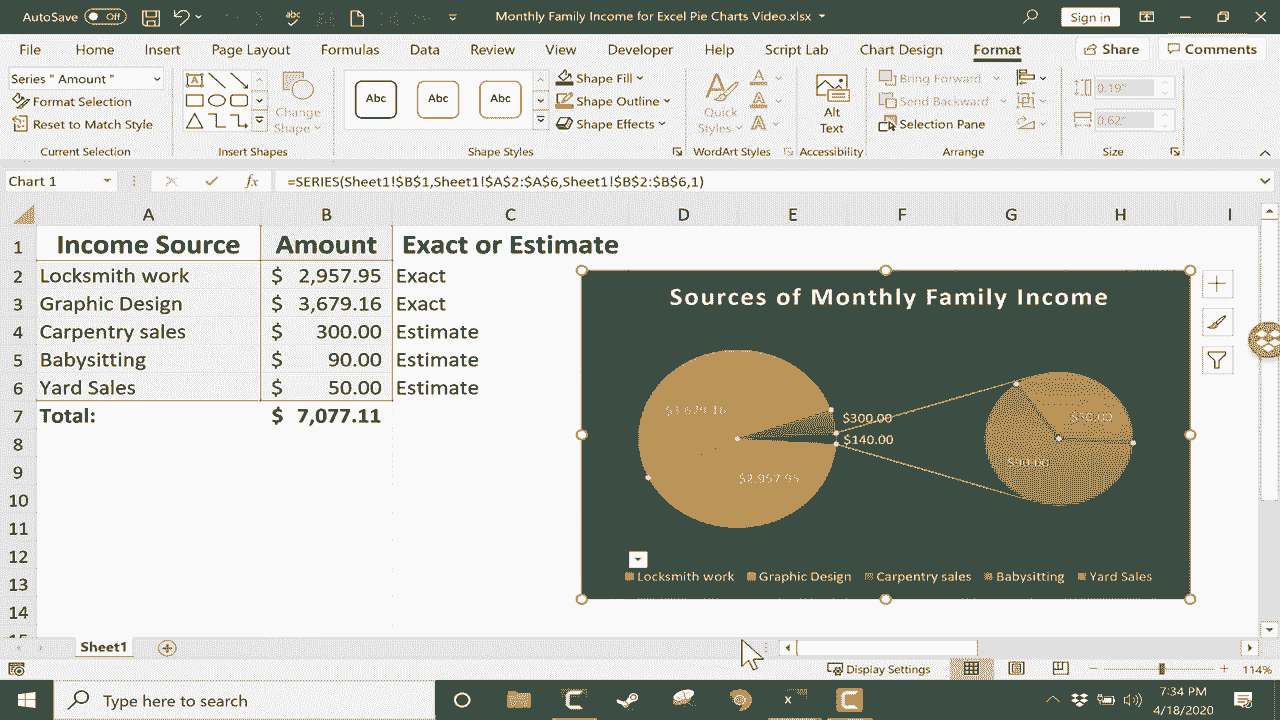 AutoSave Off Monthly Family Income for Excel Pie Charts Video.xlsx Sign in
File Home Insert Page Layout Formulas Data Review View Developer Help Script Lab Chart Design Format Share Comments
Series " Amount "
Format Selection
Reset to Match Style
Current Selection
Change
Shape
Insert Shapes
Abc Abc Abc
Shape Fill
Shape Outline
Shape Effects
Shape Styles
Quick
Styles
WordArt Styles
Alt
Text
Accessibility
Bring Forward
Send Backward
Selection Pane
Arrange
0.19"
0.62"
Size
Chart 1 fx =SERIES(Sheet1!$B$1,Sheet1!$A$2:$A$6,Sheet1!$B$2:$B$6,1)
A B C D E F G H I
1 Income Source Amount Exact or Estimate
2 Locksmith work $ 2,957.95 Exact
3 Graphic Design $ 3,679.16 Exact
4 Carpentry sales $ 300.00 Estimate
5 Babysitting $ 90.00 Estimate
6 Yard Sales $ 50.00 Estimate
7 Total: $ 7,077.11
8
9
10
11
12
13
14
Sources of Monthly Family Income
$3,679.16
$300.00
$50.00
$140.00
$90.00
$2,957.95
Locksmith work Graphic Design Carpentry sales Babysitting Yard Sales
Sheet1
Display Settings 114%
Type here to search
7:34 PM
4/18/2020